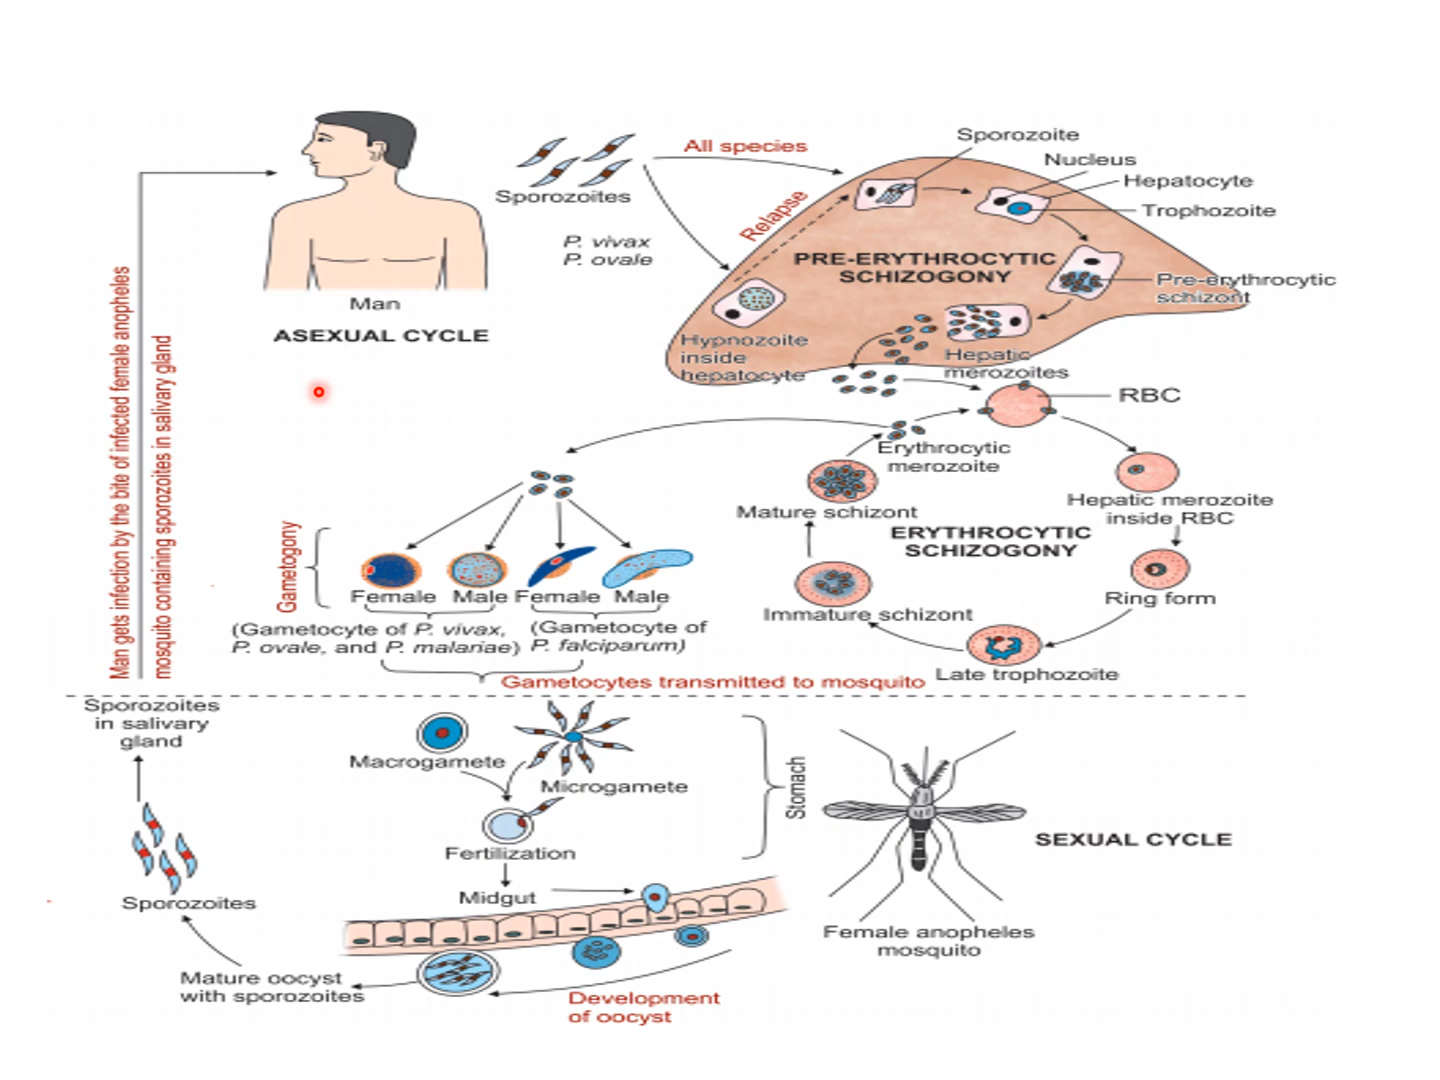 Sporozoite
All species
Nucleus
Hepatocyte
Sporozoites
Trophozoite
Relapse
P. vivax
P. ovale
PRE-ERYTHROCYTIC
SCHIZOGONY
Pre-erythrocytic
schizont
Man
ASEXUAL CYCLE
Hypnozoite
inside
hepatocyte
Hepatic
merozoites
RBC
Erythrocytic
merozoite
Mature schizont
Hepatic merozoite
inside RBC
ERYTHROCYTIC
SCHIZOGONY
Gametogony
Female Male Female Male
Immature schizont
Ring form
(Gametocyte of P. vivax,
P. ovale, and P. malariae)
(Gametocyte of
P. falciparum)
Late trophozoite
Gametocytes transmitted to mosquito
Man gets infection by the bite of infected female anopheles
mosquito containing sporozoites in salivary gland
Sporozoites
in salivary
gland
Macrogamete
Microgamete
Stomach
Fertilization
SEXUAL CYCLE
Midgut
Sporozoites
Female anopheles
mosquito
Mature oocyst
with sporozoites
Development
of oocyst